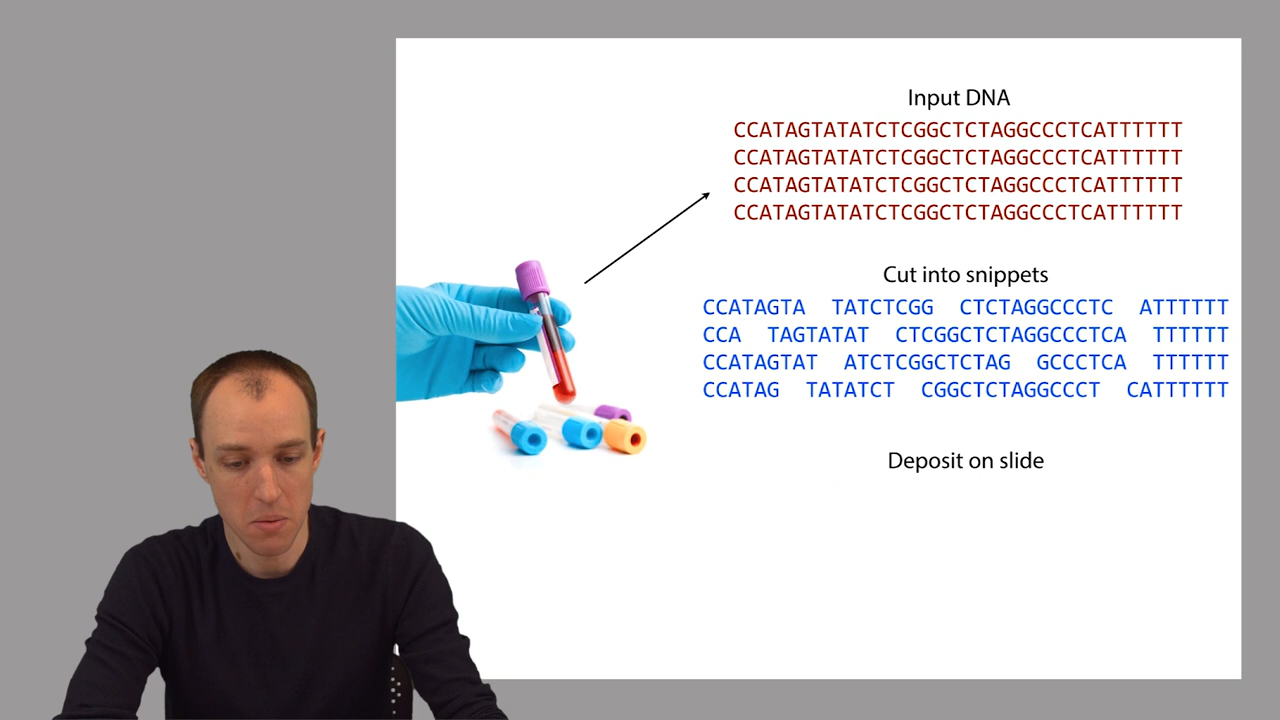 Input DNA
CCATAGTATATCTCGGCTCTAGGCCCTCATTTTTT
CCATAGTATATCTCGGCTCTAGGCCCTCATTTTTT
CCATAGTATATCTCGGCTCTAGGCCCTCATTTTTT
CCATAGTATATCTCGGCTCTAGGCCCTCATTTTTT
Cut into snippets
CCATAGTA TATCTCGG CTCTAGGCCCTC ATTTTTT
CCA TAGTATAT CTCGGCTCTAGGCCCTCA TTTTTT
CCATAGTAT ATCTCGGCTCTAG GCCCTCA TTTTTT
CCATAG TATATCT CGGCTCTAGGCCCT CATTTTTT
Deposit on slide